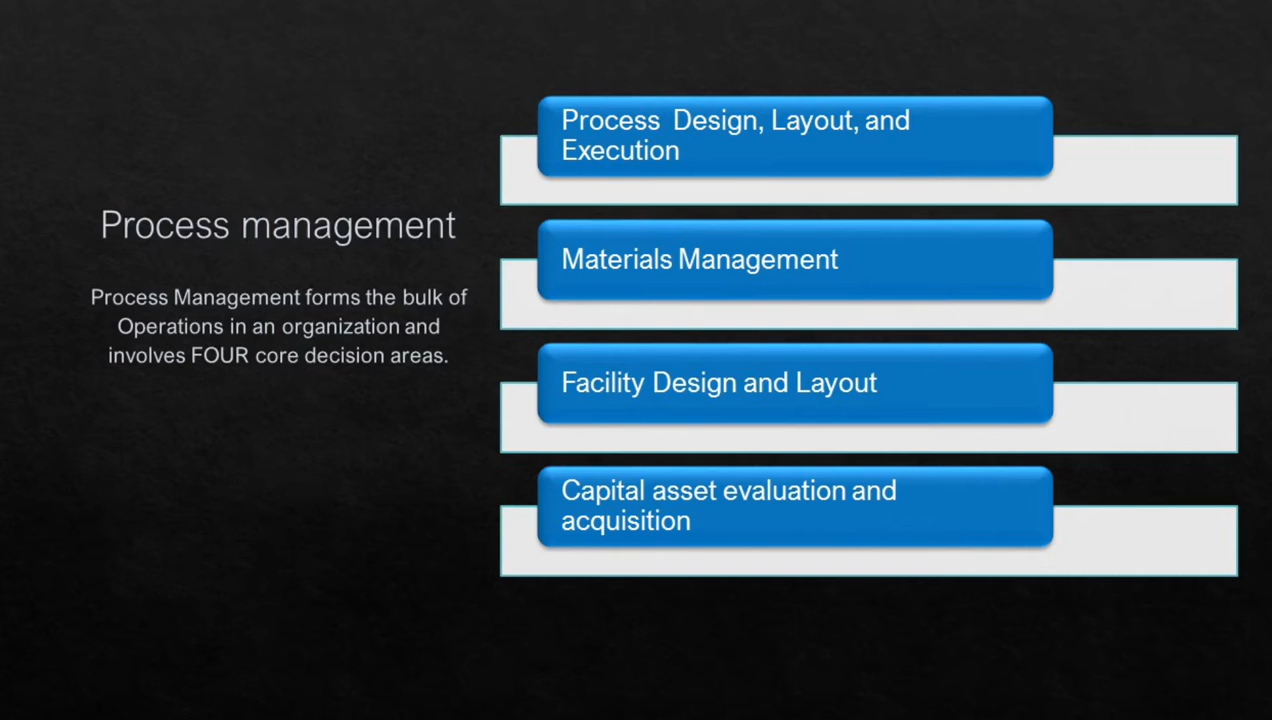 Process management
Process Management forms the bulk of
Operations in an organization and
involves FOUR core decision areas.
Process  Design, Layout, and
Execution
Materials Management
Facility Design and Layout
Capital asset evaluation and
acquisition